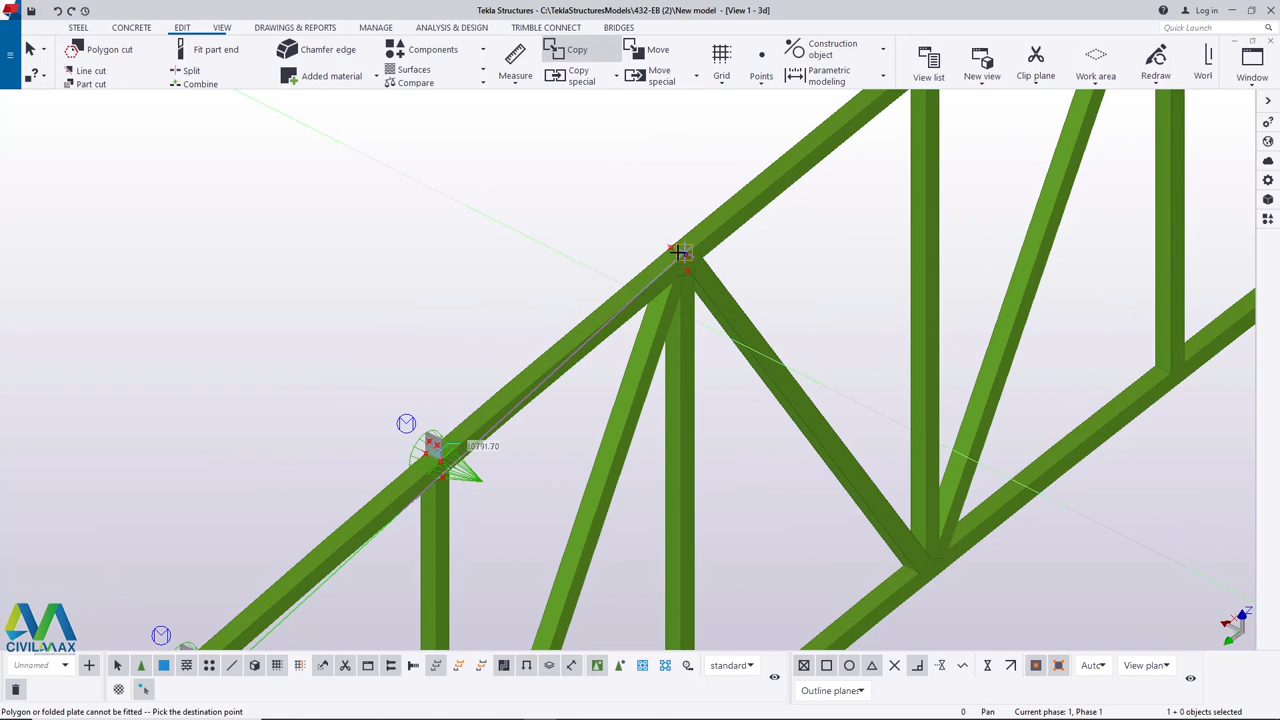 Tekla Structures - C:\TeklaStructuresModels\432-EB (2)\New model - [View 1 - 3d]
Log in
STEEL CONCRETE EDIT VIEW DRAWINGS & REPORTS MANAGE ANALYSIS & DESIGN TRIMBLE CONNECT BRIDGES
Quick Launch
Polygon cut
Line cut
Part cut
Fit part end
Split
Combine
Chamfer edge
Added material
Components
Surfaces
Compare
Measure
Copy
Copy special
Move
Move special
Grid
Points
Construction object
Parametric modeling
View list
New view
Clip plane
Work area
Redraw
Worl
Window
10791.70
Z
CIVILMAX
Unnamed
standard
Auto
View plan
Outline planes
Polygon or folded plate cannot be fitted -- Pick the destination point
0
Pan
Current phase: 1, Phase 1
1 + 0 objects selected